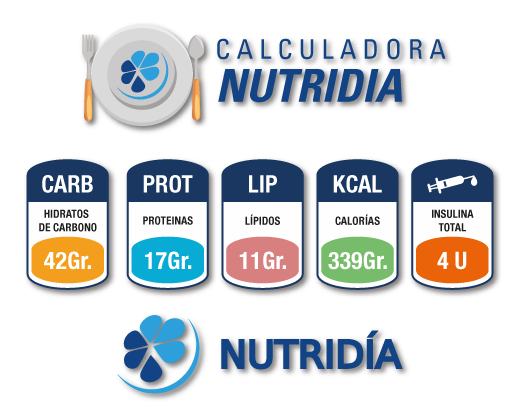 CALCULADORA
NUTRIDIA
CARB
HIDRATOS
DE CARBONO
42Gr.
PROT
PROTEINAS
17Gr.
LIP
LÍPIDOS
11Gr.
KCAL
CALORÍAS
339Gr.
INSULINA
TOTAL
4 U
NUTRIDÍA